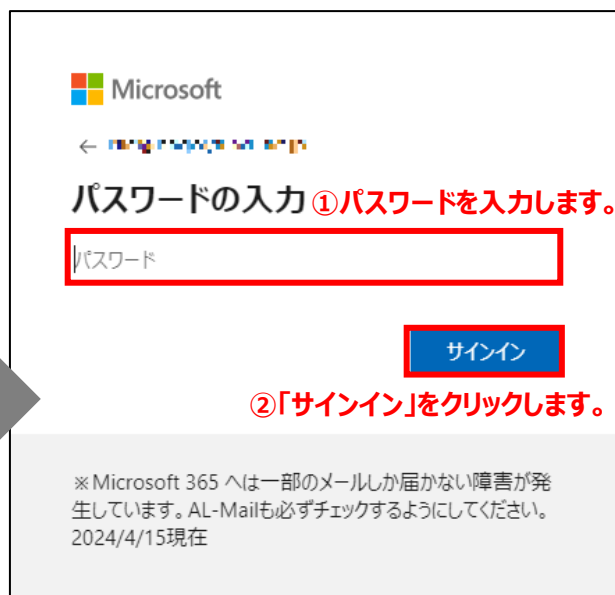 Microsoft
←
パスワードの入力 ①パスワードを入力します。
パスワード
サインイン
②「サインイン」をクリックします。
※Microsoft 365 へは一部のメールしか届かない障害が発
生しています。AL-Mailも必ずチェックするようにしてください。
2024/4/15現在